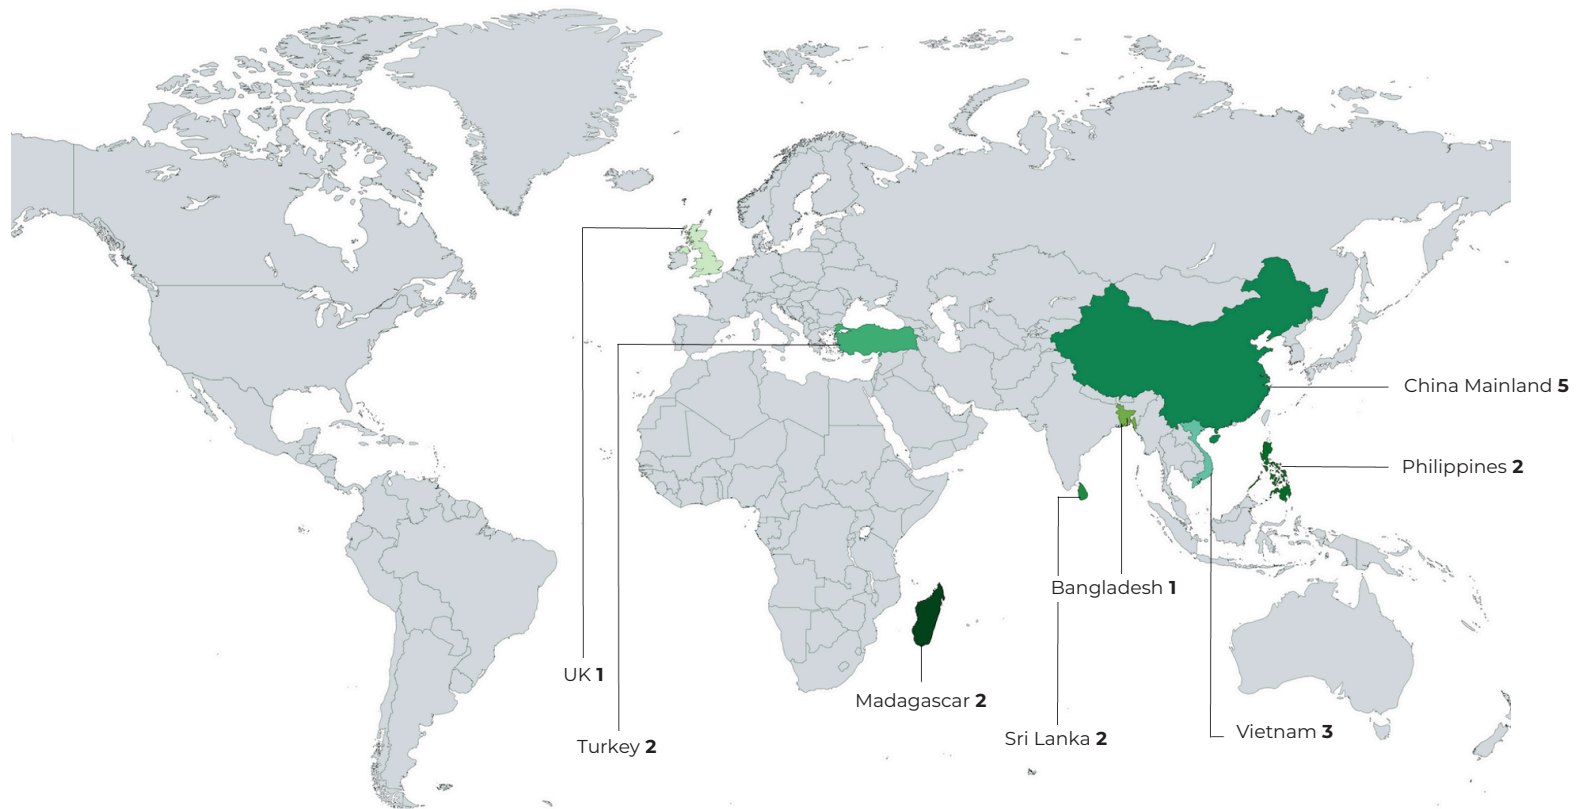 China Mainland 5
Philippines 2
Bangladesh 1
UK 1
Madagascar 2
Turkey 2
Sri Lanka 2
Vietnam 3